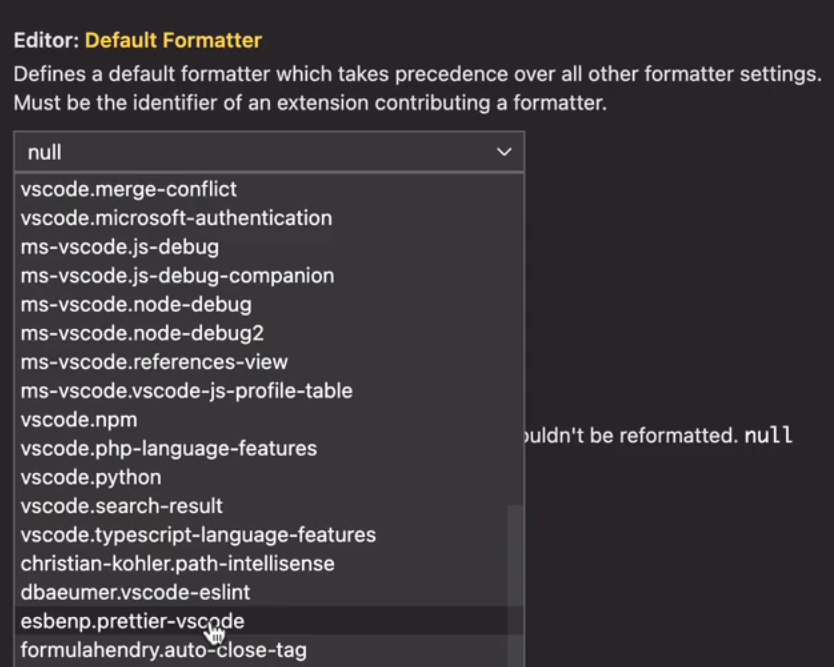 Editor: Default Formatter
Defines a default formatter which takes precedence over all other formatter settings.
Must be the identifier of an extension contributing a formatter.
null
vscode.merge-conflict
vscode.microsoft-authentication
ms-vscode.js-debug
ms-vscode.js-debug-companion
ms-vscode.node-debug
ms-vscode.node-debug2
ms-vscode.references-view
ms-vscode.vscode-js-profile-table
vscode.npm
ouldn't be reformatted. null
vscode.php-language-features
vscode.python
vscode.search-result
vscode.typescript-language-features
christian-kohler.path-intellisense
dbaeumer.vscode-eslint
esbenp.prettier-vscode
formulahendry.auto-close-tag